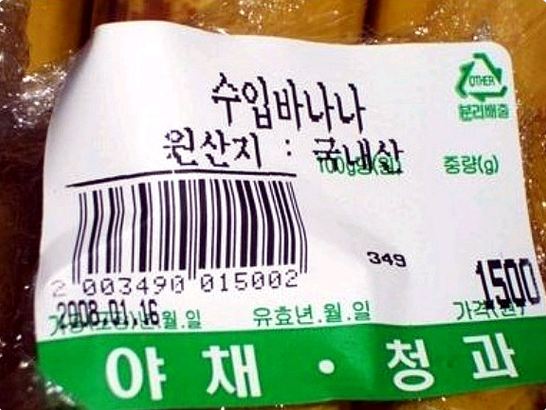 OTHER
분리배출
수입바나나
원산지 : 국내산
100g당(원) 중량(g)
349
2 003490 015002
1500
2008.01.16
월.일 유효년.월.일 가격(원)
야채·청과